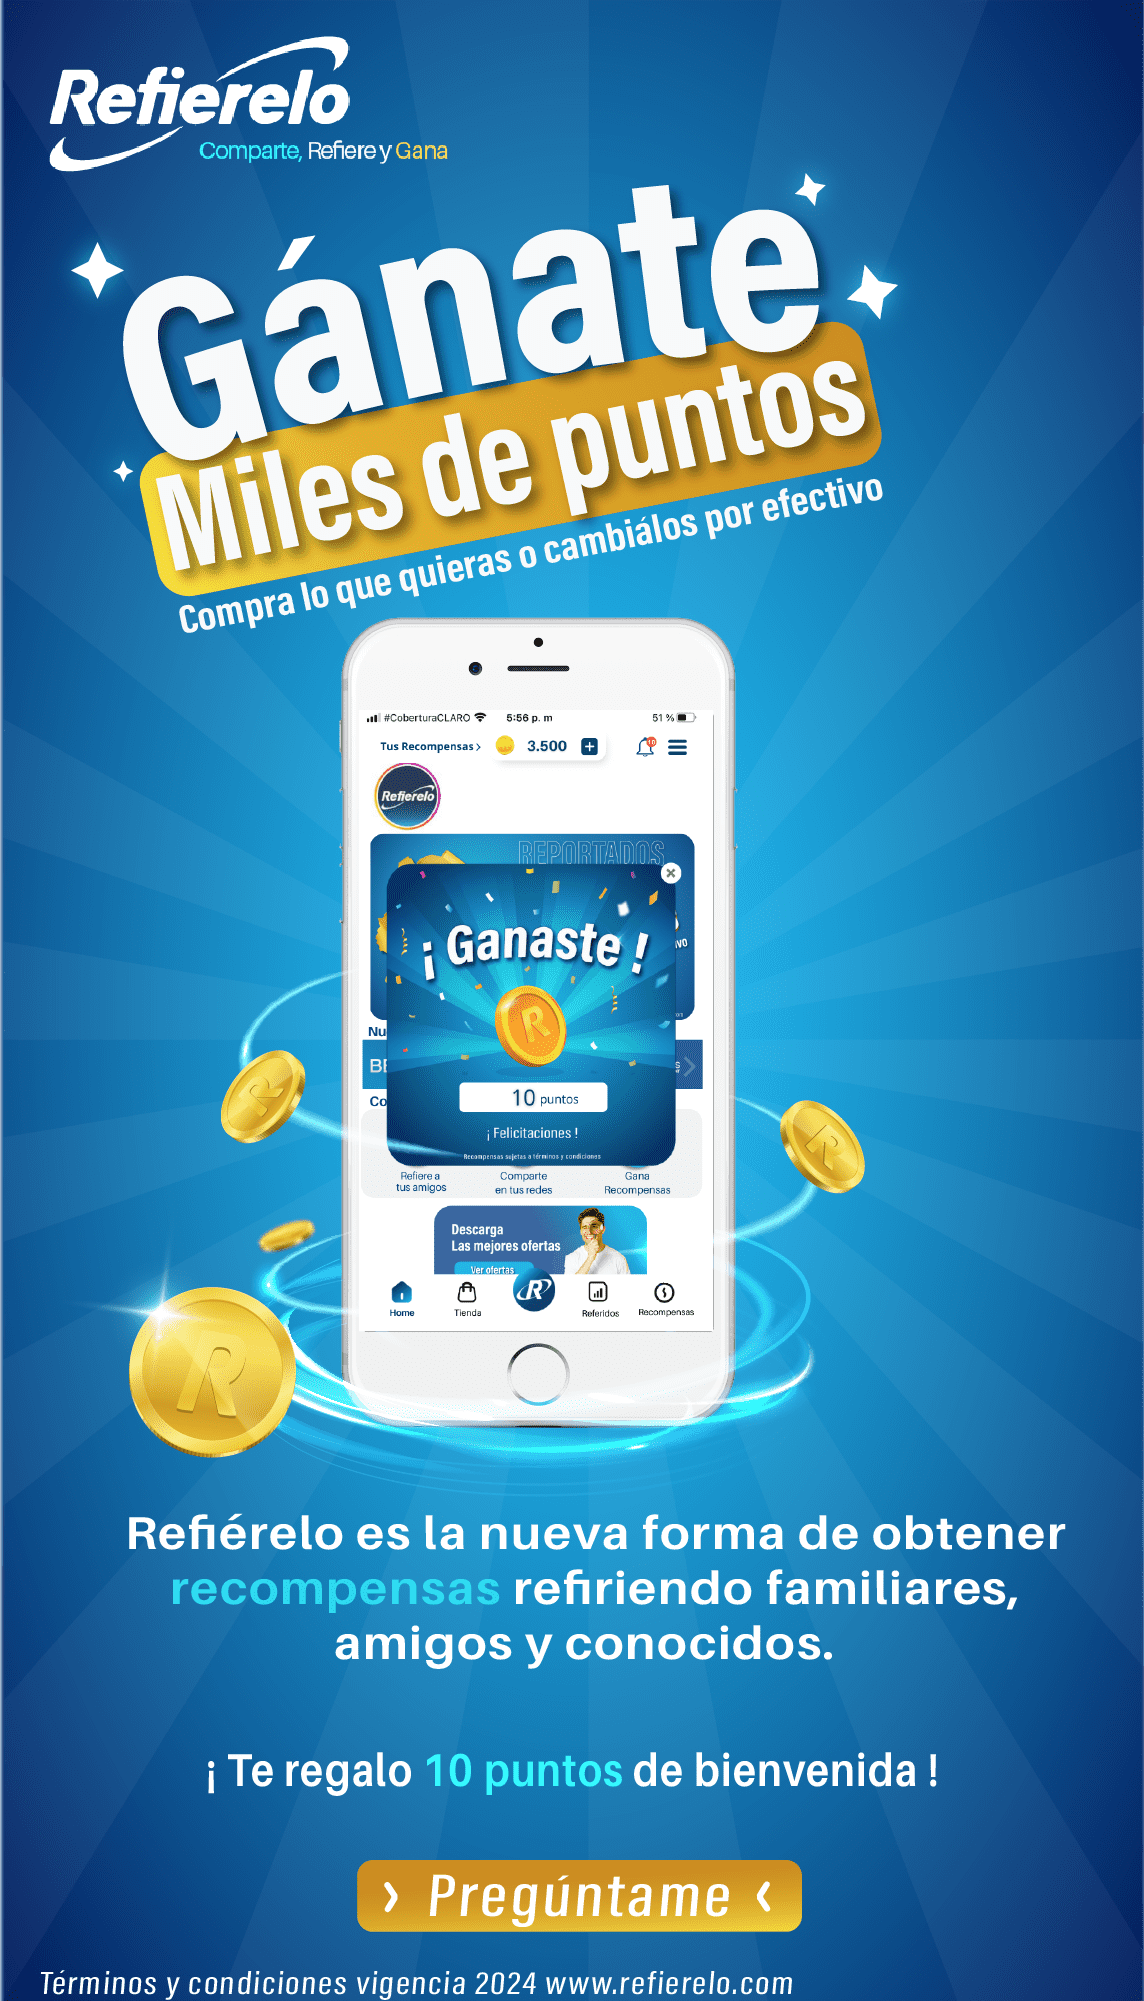 Refierelo
Comparte, Refiere y Gana
Gánate
Miles de puntos
Compra lo que quieras o cambiálos por efectivo
#CoberturaCLARO 5:56 p. m 51 %
Tus Recompensas > 3.500 +
Refierelo
REPORTADOS
¡ Ganaste !
R
10 puntos
¡ Felicitaciones !
Recompensas sujetas a términos y condiciones
Refiere a tus amigos
Comparte en tus redes
Gana Recompensas
Descarga
Las mejores ofertas
Ver ofertas
Home Tienda R Referidos Recompensas
R
R
R
Refiérelo es la nueva forma de obtener
recompensas refiriendo familiares,
amigos y conocidos.
¡ Te regalo 10 puntos de bienvenida !
› Pregúntame ‹
Términos y condiciones vigencia 2024 www.refierelo.com